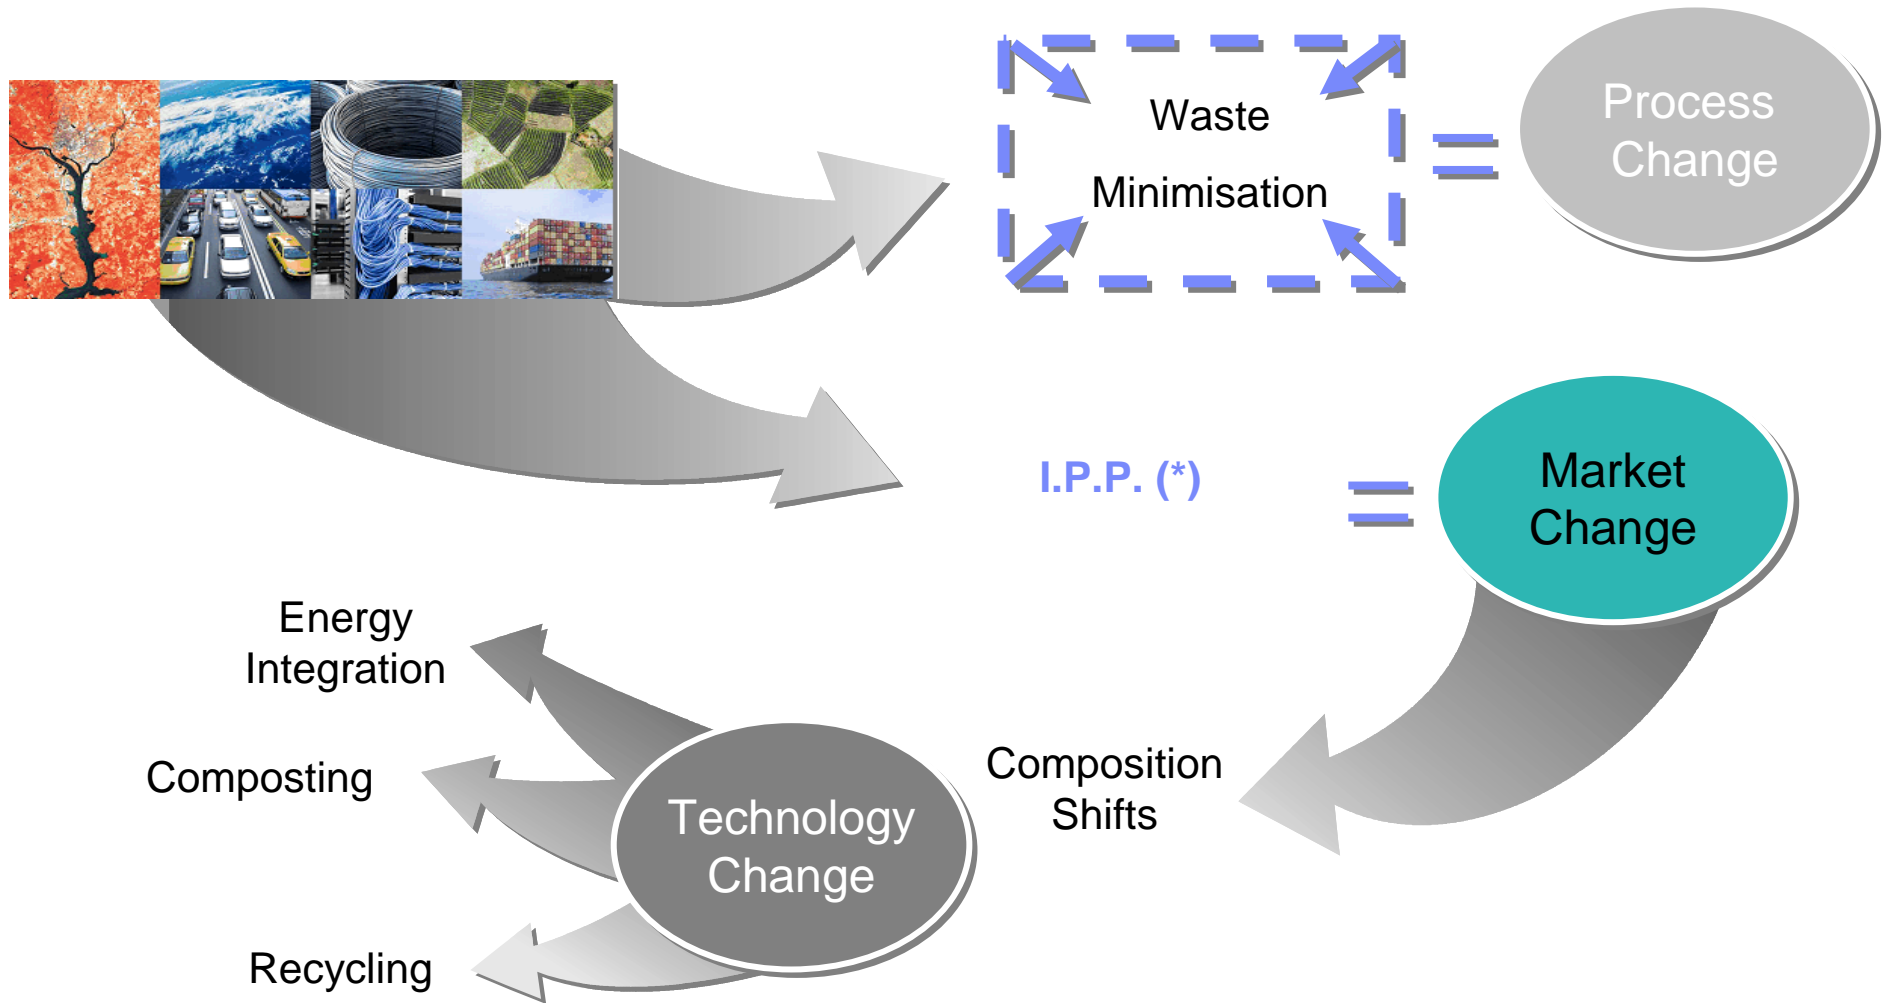 Waste
Minimisation
=
Process
Change
I.P.P. (*)
=
Market
Change
Energy
Integration
Composting
Recycling
Technology
Change
Composition
Shifts